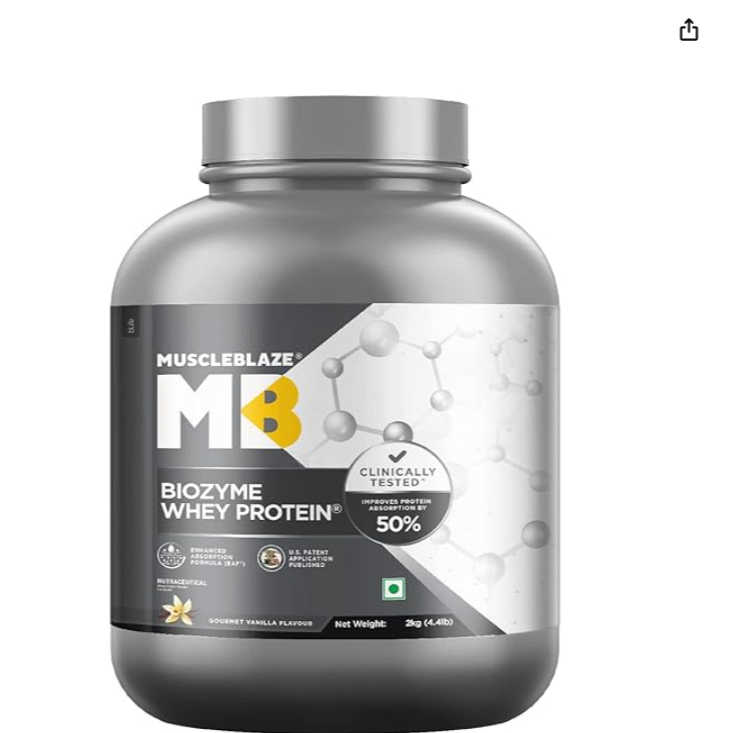 MUSCLEBLAZE®
MB
BIOZYME
WHEY PROTEIN®
CLINICALLY
TESTED^
IMPROVES PROTEIN
ABSORPTION BY
50%
ENHANCED
ABSORPTION
FORMULA (EAF®)
U.S. PATENT
APPLICATION
PUBLISHED
NUTRACEUTICAL
GOURMET VANILLA FLAVOUR
Net Weight: 2kg (4.4lb)